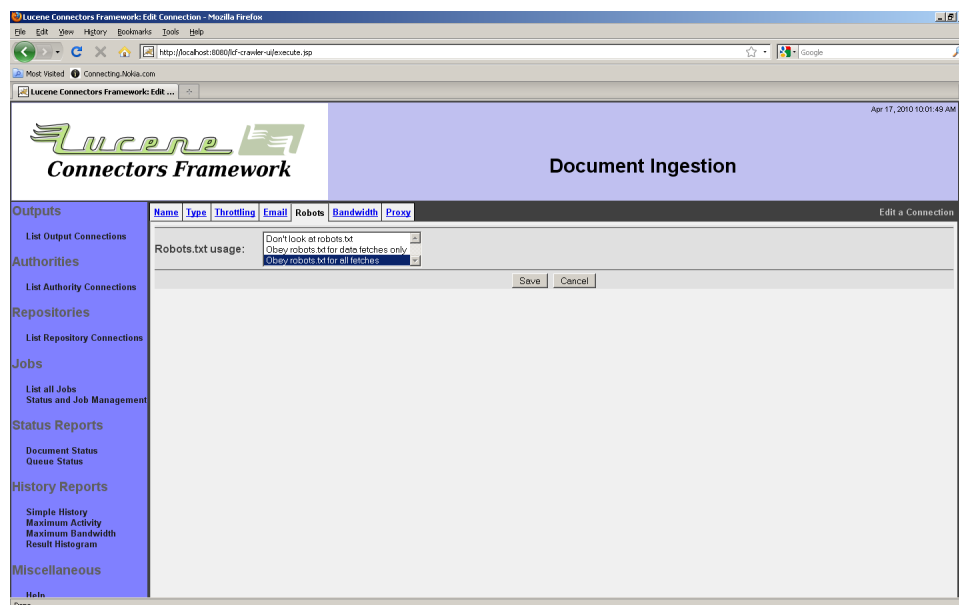 Lucene Connectors Framework: Edit Connection - Mozilla Firefox
File Edit View History Bookmarks Tools Help
http://localhost:8080/lcf-crawler-ui/execute.jsp
Google
Most Visited Connecting.Nokia.com
Lucene Connectors Framework: Edit ...
Apr 17, 2010 10:01:49 AM
Lucene
Connectors Framework
Document Ingestion
Outputs
Name Type Throttling Email Robots Bandwidth Proxy
Edit a Connection
List Output Connections
Robots.txt usage:
Don't look at robots.txt
Obey robots.txt for data fetches only
Obey robots.txt for all fetches
Save Cancel
Authorities
List Authority Connections
Repositories
List Repository Connections
Jobs
List all Jobs
Status and Job Management
Status Reports
Document Status
Queue Status
History Reports
Simple History
Maximum Activity
Maximum Bandwidth
Result Histogram
Miscellaneous
Help